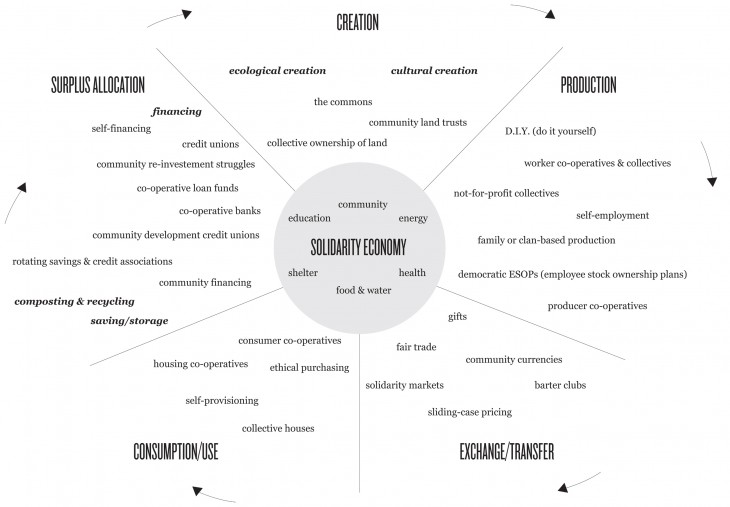 CREATION
ecological creation
cultural creation
the commons
community land trusts
collective ownership of land
PRODUCTION
D.I.Y. (do it yourself)
worker co-operatives & collectives
not-for-profit collectives
self-employment
family or clan-based production
democratic ESOPs (employee stock ownership plans)
producer co-operatives
EXCHANGE/TRANSFER
gifts
fair trade
community currencies
solidarity markets
barter clubs
sliding-case pricing
CONSUMPTION/USE
consumer co-operatives
housing co-operatives
ethical purchasing
self-provisioning
collective houses
SURPLUS ALLOCATION
financing
self-financing
credit unions
community re-investement struggles
co-operative loan funds
co-operative banks
community development credit unions
rotating savings & credit associations
community financing
composting & recycling
saving/storage
community
education
energy
SOLIDARITY ECONOMY
shelter
health
food & water